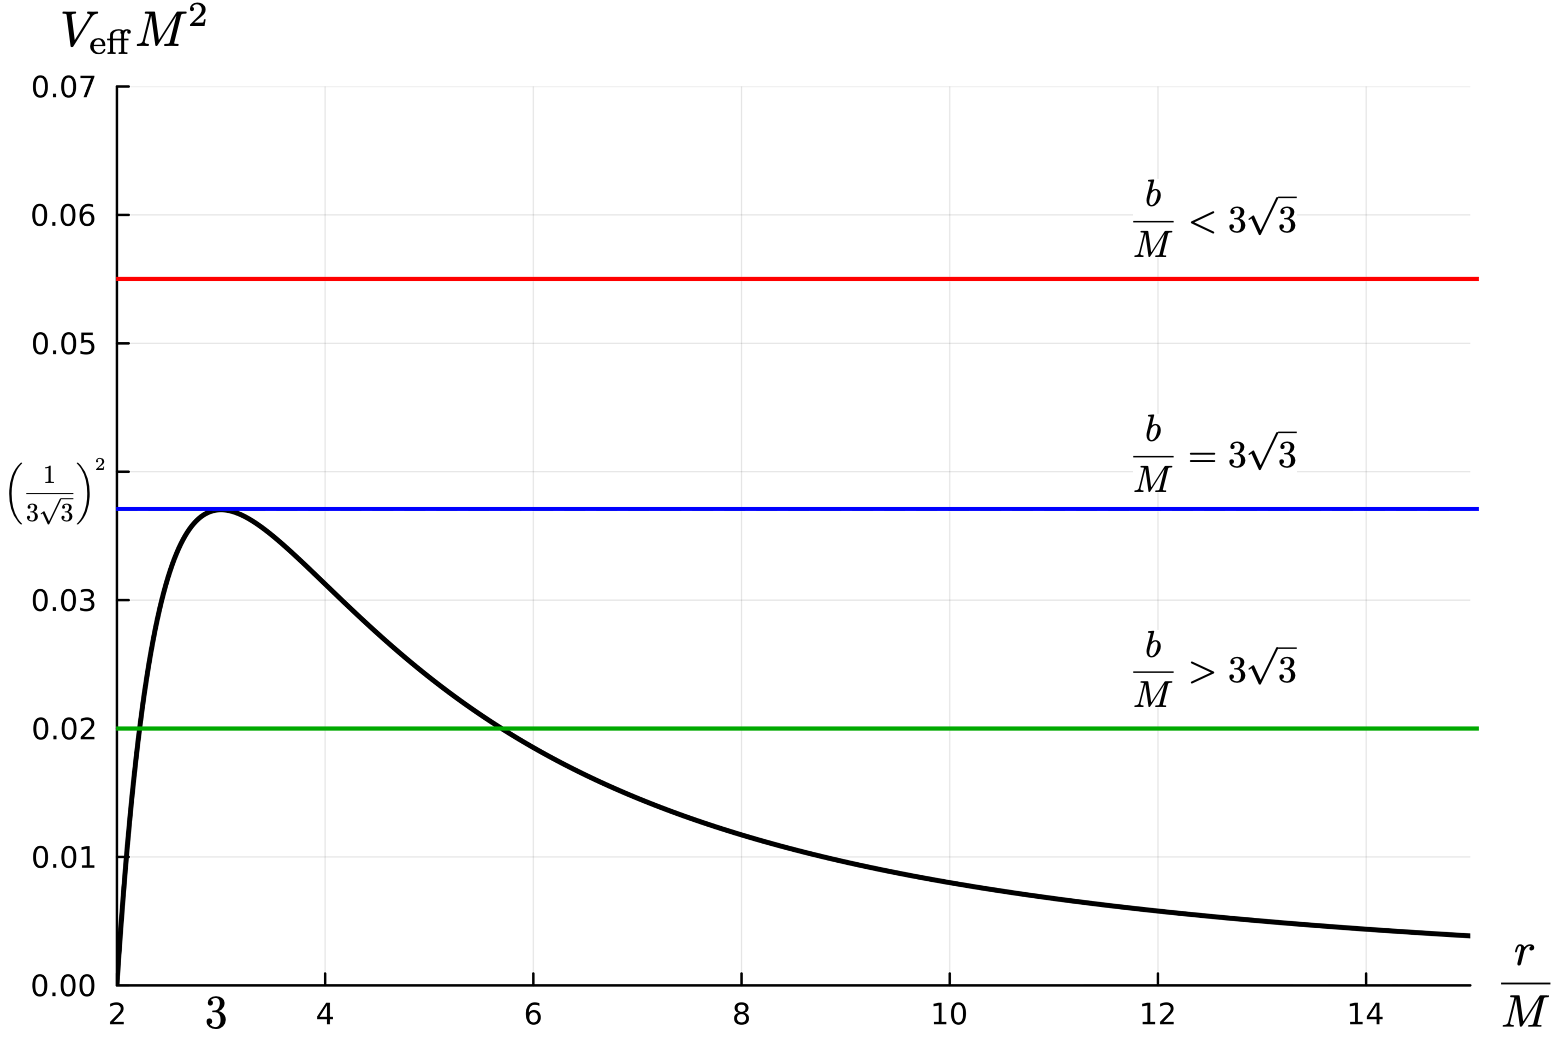 V_eff M²
0.07
b/M < 3√3
0.06
0.05
b/M = 3√3
(1/(3√3))²
0.03
b/M > 3√3
0.02
0.01
0.00
2 3 4 6 8 10 12 14
r/M